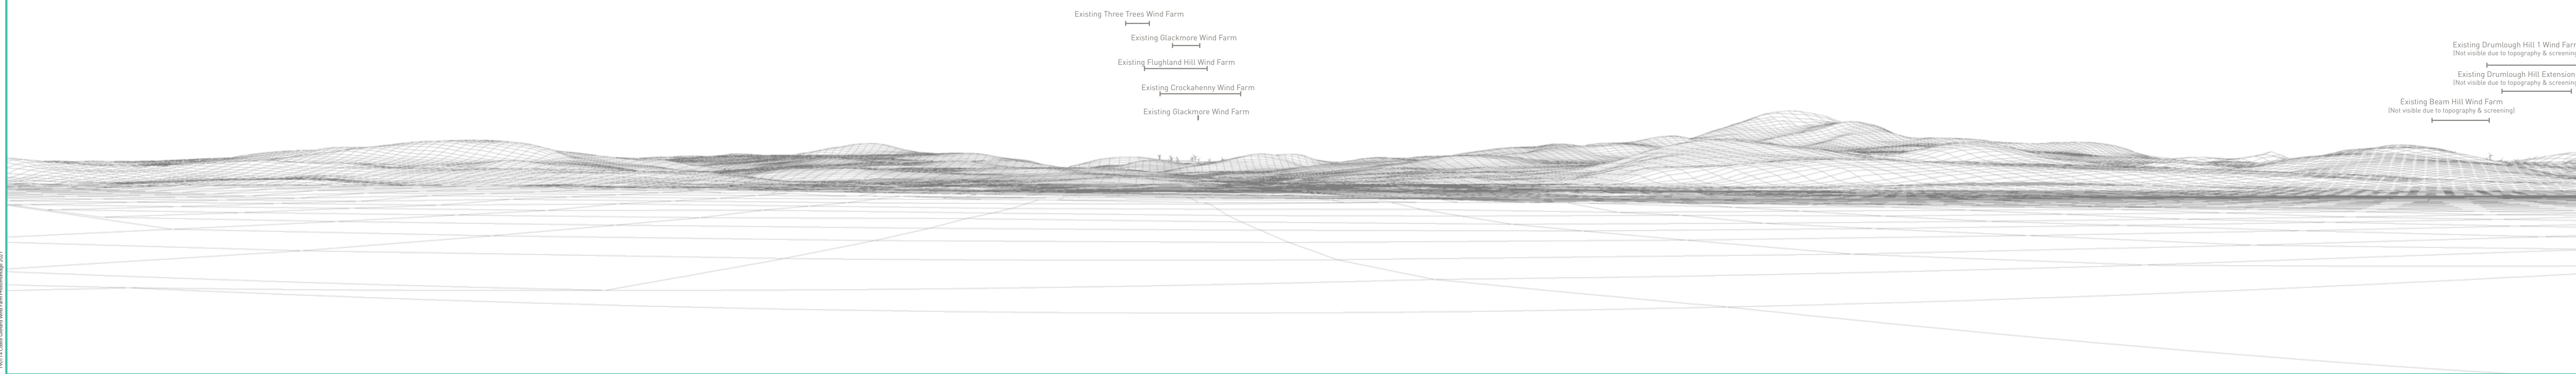 Existing Three Trees Wind Farm
Existing Glackmore Wind Farm
Existing Flughland Hill Wind Farm
Existing Crockahenny Wind Farm
Existing Glackmore Wind Farm
Existing Drumlough Hill 1 Wind Farm
(Not visible due to topography & screening
Existing Drumlough Hill Extension
(Not visible due to topography & screening
Existing Beam Hill Wind Farm
(Not visible due to topography & screening)